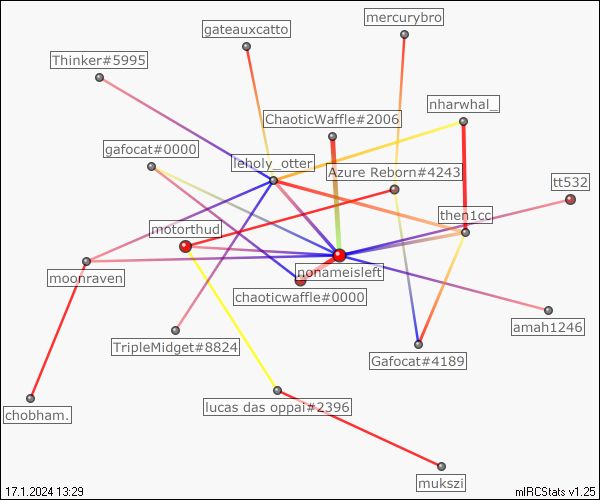 mercurybro
gateauxcatto
Thinker#5995
nharwhal_
ChaoticWaffle#2006
gafocat#0000
leholy_otter
Azure Reborn#4243
tt532
then1cc
motorthud
nonameisleft
moonraven
chaoticwaffle#0000
amah1246
TripleMidget#8824
Gafocat#4189
chobham.
lucas das oppai#2396
mukszi
17.1.2024 13:29
mIRCStats v1.25